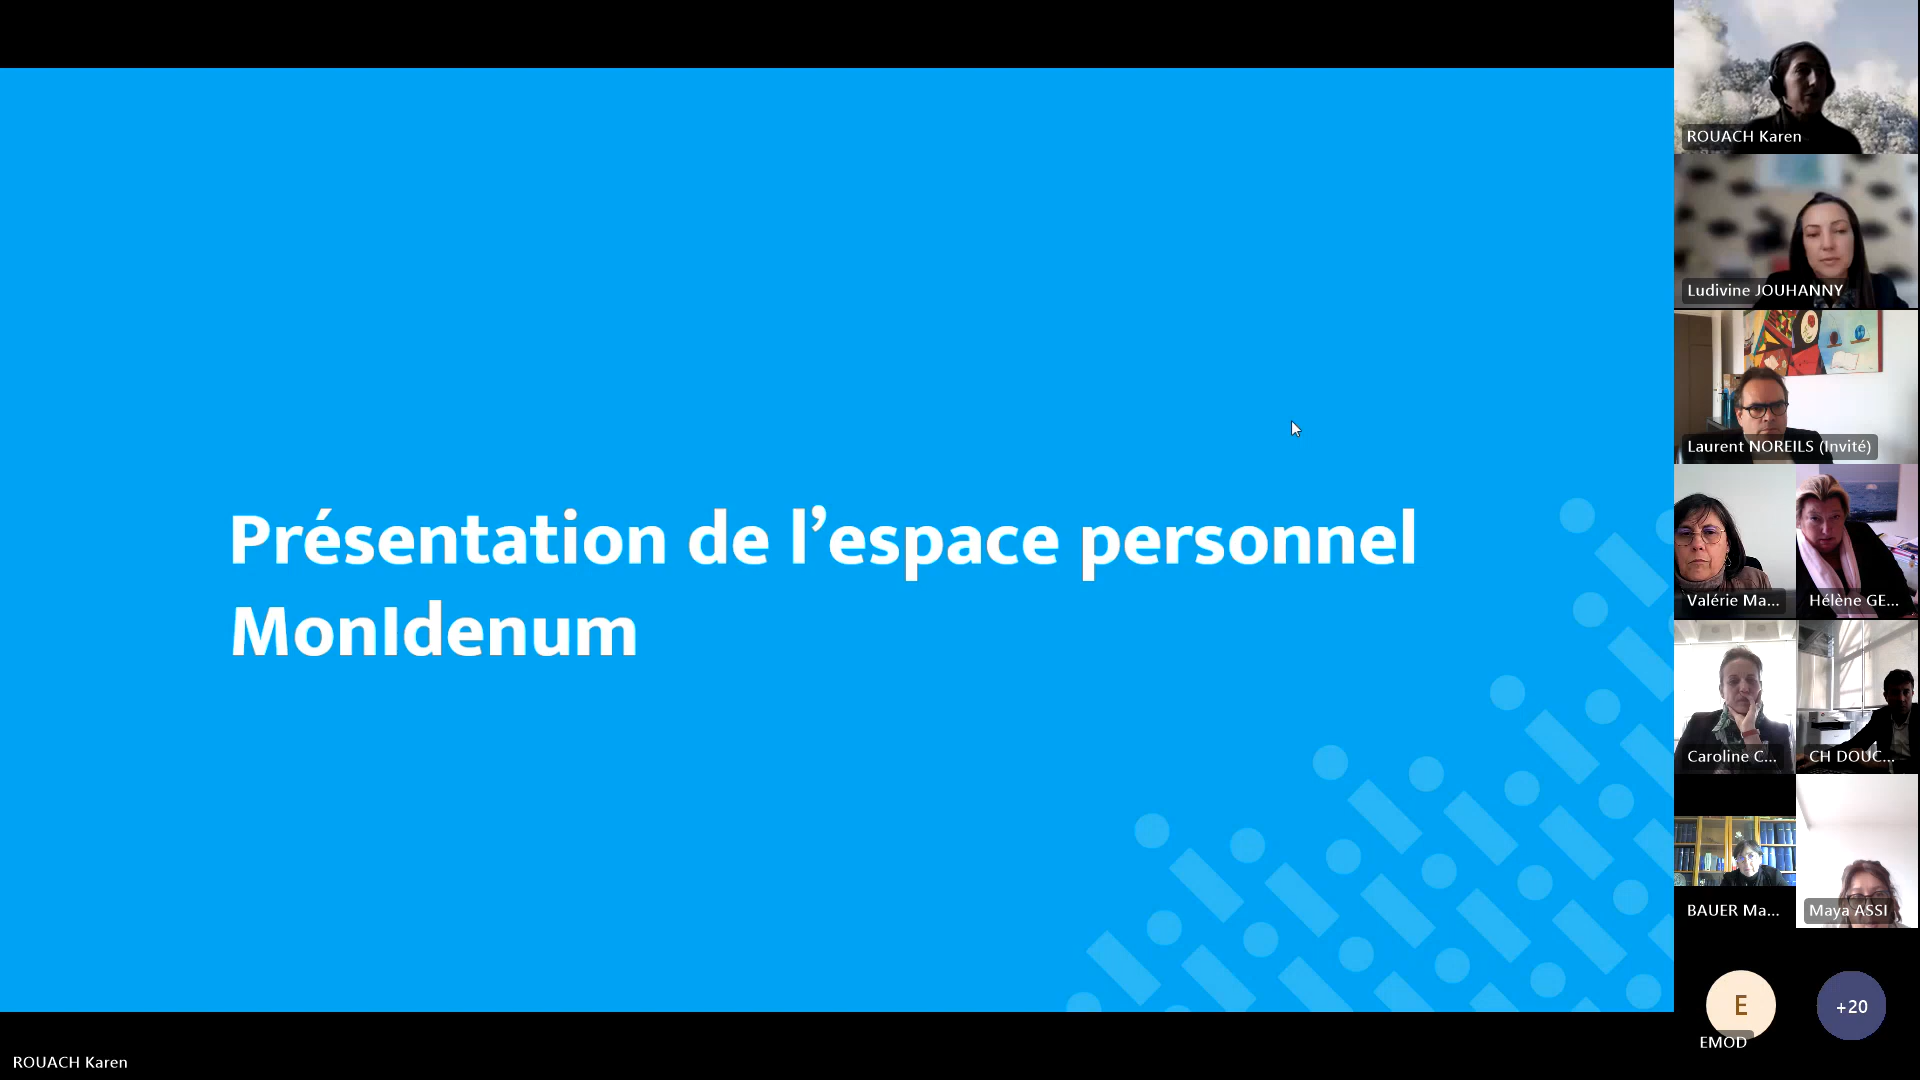 Présentation de l’espace personnel
MonIdenum
ROUACH Karen
Ludivine JOUHANNY
Laurent NOREILS (Invité)
Valérie Ma...
Hélène GE...
Caroline C...
CH DOUC...
BAUER Ma...
Maya ASSI
E
EMOD
+20
ROUACH Karen